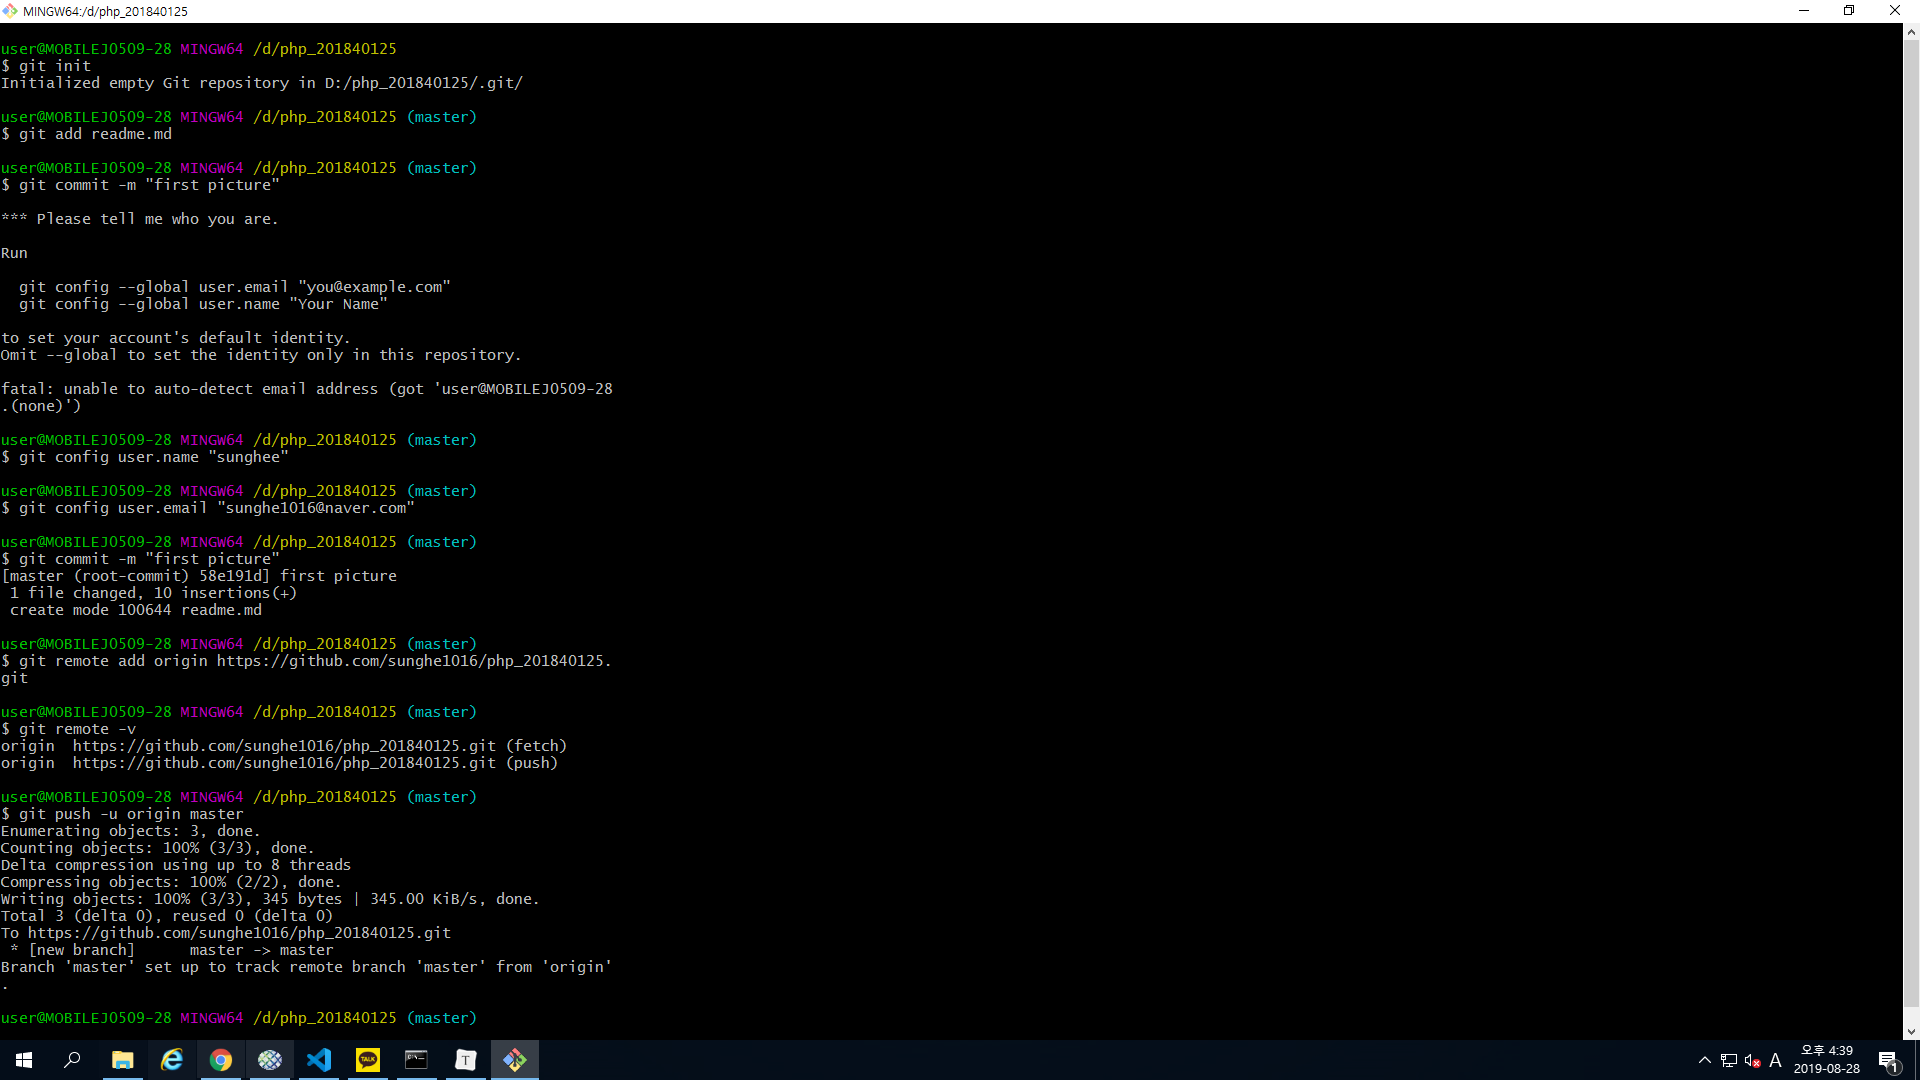 MINGW64:/d/php_201840125
user@MOBILEJ0509-28 MINGW64 /d/php_201840125
$ git init
Initialized empty Git repository in D:/php_201840125/.git/
user@MOBILEJ0509-28 MINGW64 /d/php_201840125 (master)
$ git add readme.md
user@MOBILEJ0509-28 MINGW64 /d/php_201840125 (master)
$ git commit -m "first picture"
*** Please tell me who you are.
Run
  git config --global user.email "you@example.com"
  git config --global user.name "Your Name"
to set your account's default identity.
Omit --global to set the identity only in this repository.
fatal: unable to auto-detect email address (got 'user@MOBILEJ0509-28
.(none)')
user@MOBILEJ0509-28 MINGW64 /d/php_201840125 (master)
$ git config user.name "sunghee"
user@MOBILEJ0509-28 MINGW64 /d/php_201840125 (master)
$ git config user.email "sunghe1016@naver.com"
user@MOBILEJ0509-28 MINGW64 /d/php_201840125 (master)
$ git commit -m "first picture"
[master (root-commit) 58e191d] first picture
 1 file changed, 10 insertions(+)
 create mode 100644 readme.md
user@MOBILEJ0509-28 MINGW64 /d/php_201840125 (master)
$ git remote add origin https://github.com/sunghe1016/php_201840125.
git
user@MOBILEJ0509-28 MINGW64 /d/php_201840125 (master)
$ git remote -v
origin  https://github.com/sunghe1016/php_201840125.git (fetch)
origin  https://github.com/sunghe1016/php_201840125.git (push)
user@MOBILEJ0509-28 MINGW64 /d/php_201840125 (master)
$ git push -u origin master
Enumerating objects: 3, done.
Counting objects: 100% (3/3), done.
Delta compression using up to 8 threads
Compressing objects: 100% (2/2), done.
Writing objects: 100% (3/3), 345 bytes | 345.00 KiB/s, done.
Total 3 (delta 0), reused 0 (delta 0)
To https://github.com/sunghe1016/php_201840125.git
 * [new branch]      master -> master
Branch 'master' set up to track remote branch 'master' from 'origin'
.
user@MOBILEJ0509-28 MINGW64 /d/php_201840125 (master)
TALK
T
A
오후 4:39
2019-08-28
1